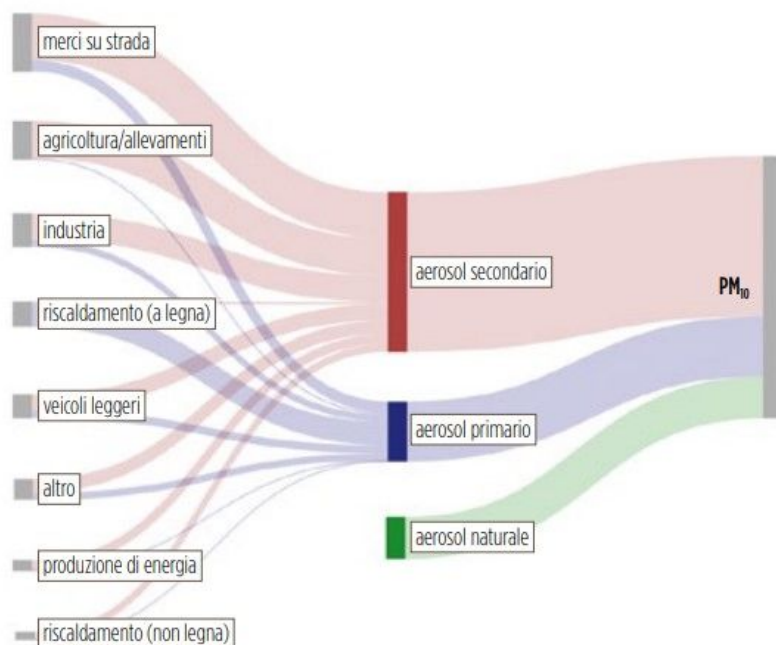 merci su strada
agricoltura/allevamenti
industria
riscaldamento (a legna)
veicoli leggeri
altro
produzione di energia
riscaldamento (non legna)
aerosol secondario
aerosol primario
aerosol naturale
PM₁₀